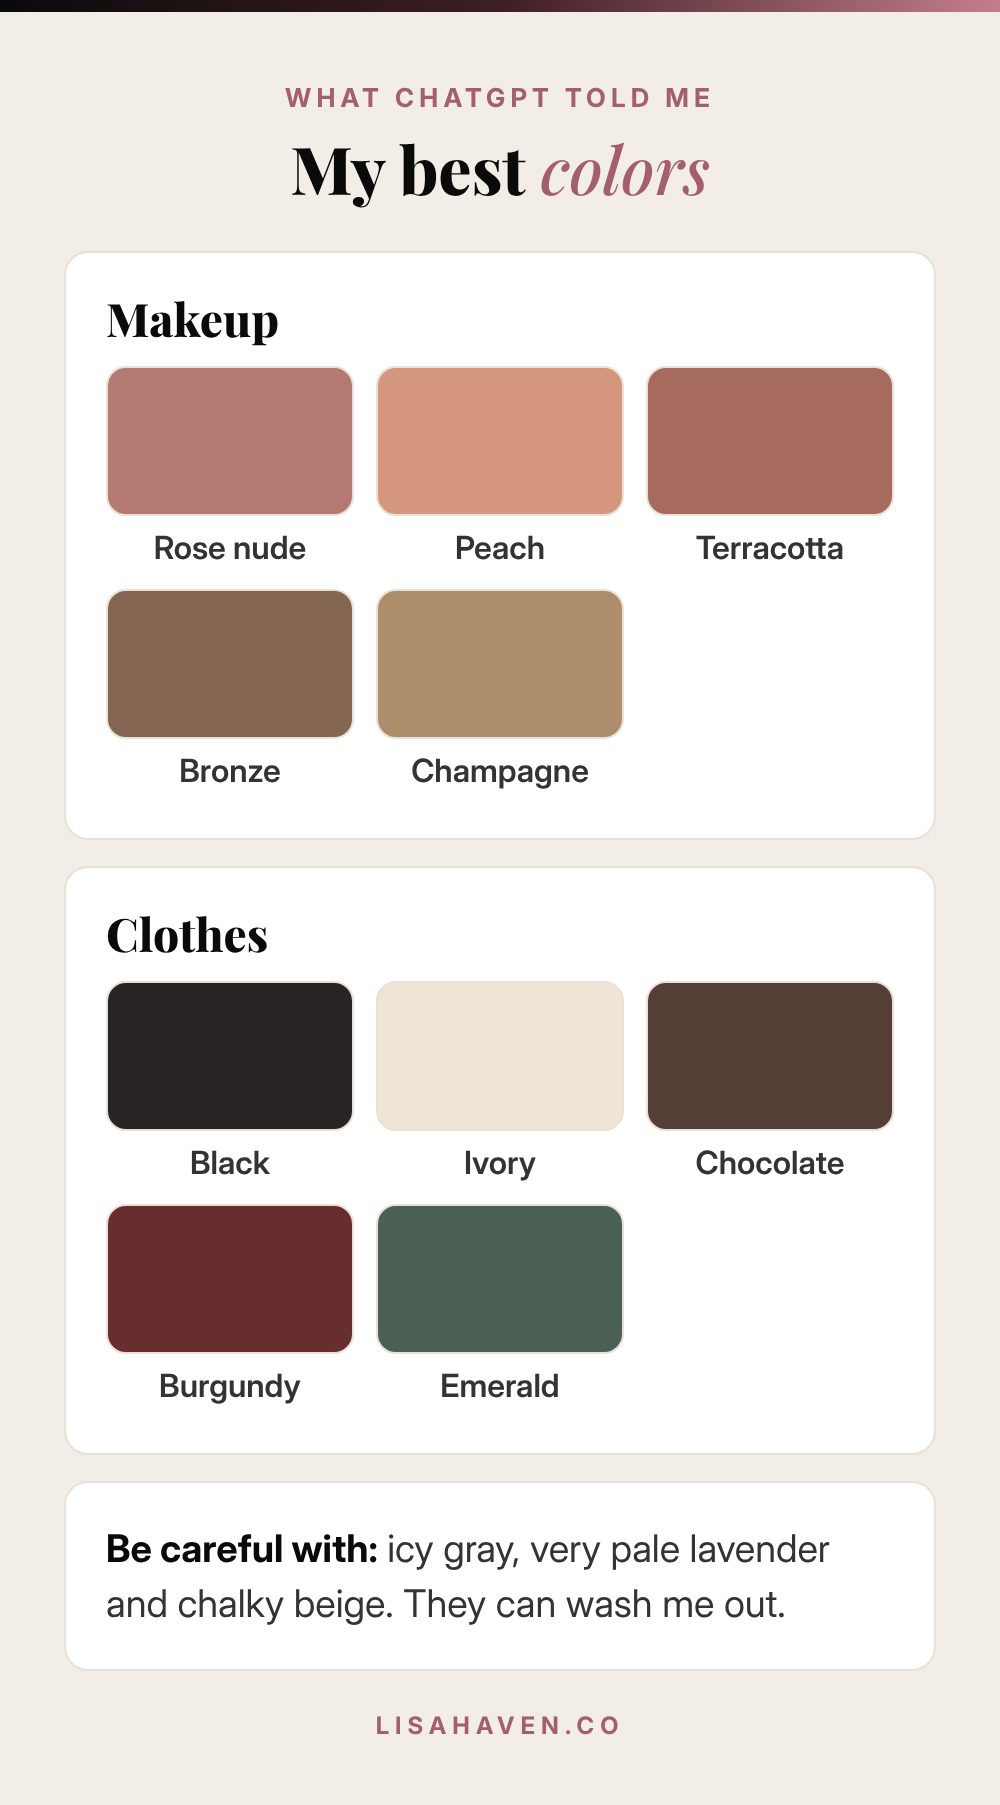 WHAT CHATGPT TOLD ME
My best colors
Makeup
Rose nude
Peach
Terracotta
Bronze
Champagne
Clothes
Black
Ivory
Chocolate
Burgundy
Emerald
Be careful with: icy gray, very pale lavender
and chalky beige. They can wash me out.
LISAHAVEN.CO